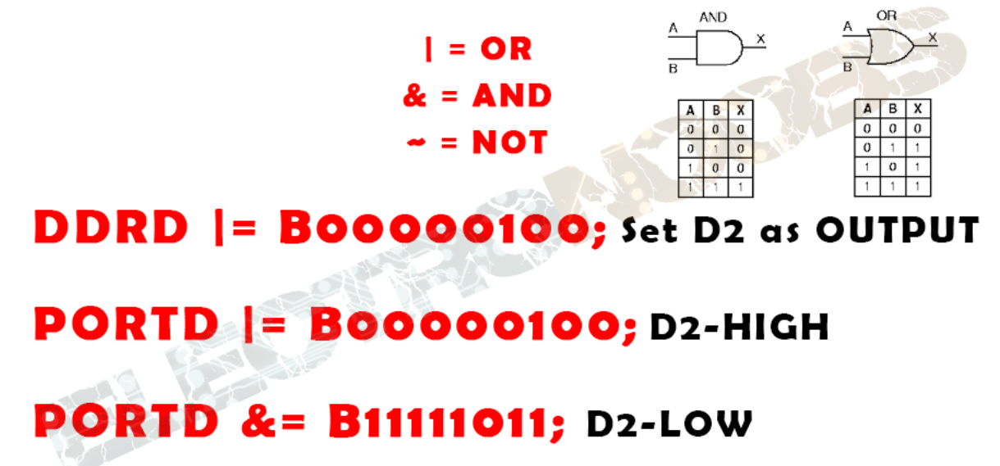 | = OR
& = AND
~ = NOT
AND
A
B
X
A B X
0 0 0
0 1 0
1 0 0
1 1 1
OR
A
B
X
A B X
0 0 0
0 1 1
1 0 1
1 1 1
DDRD |= B00000100; Set D2 as OUTPUT
PORTD |= B00000100; D2-HIGH
PORTD &= B11111011; D2-LOW
ELECTRONOOBS